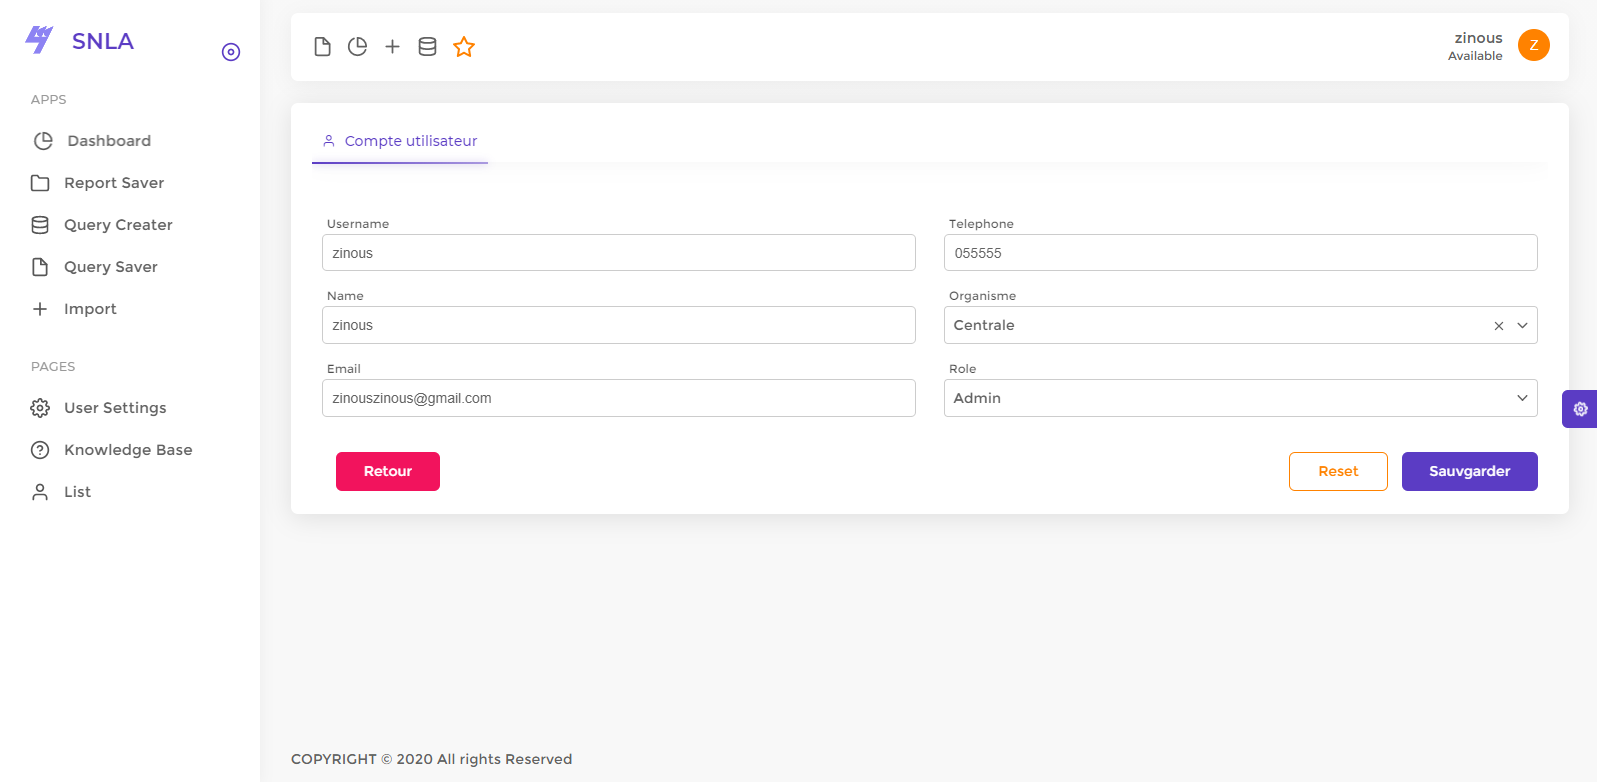 SNLA
APPS
Dashboard
Report Saver
Query Creater
Query Saver
Import
PAGES
User Settings
Knowledge Base
List
zinous
Available
Z
Compte utilisateur
Username
zinous
Telephone
055555
Name
zinous
Organisme
Centrale
Email
zinouszinous@gmail.com
Role
Admin
Retour
Reset
Sauvgarder
COPYRIGHT © 2020 All rights Reserved